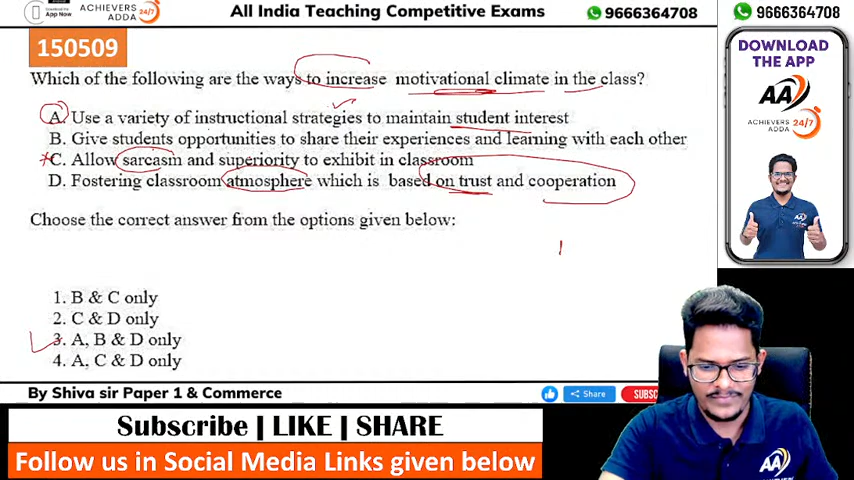 App Now
ACHIEVERS
ADDA
24/7
All India Teaching Competitive Exams
9666364708
9666364708
150509
DOWNLOAD
THE APP
AA
ACHIEVERS
ADDA
24/7
Which of the following are the ways to increase motivational climate in the class?
A. Use a variety of instructional strategies to maintain student interest
B. Give students opportunities to share their experiences and learning with each other
C. Allow sarcasm and superiority to exhibit in classroom
D. Fostering classroom atmosphere which is based on trust and cooperation
Choose the correct answer from the options given below:
1. B & C only
2. C & D only
3. A, B & D only
4. A, C & D only
By Shiva sir Paper 1 & Commerce
Share
SUBSC
Subscribe | LIKE | SHARE
Follow us in Social Media Links given below
AA